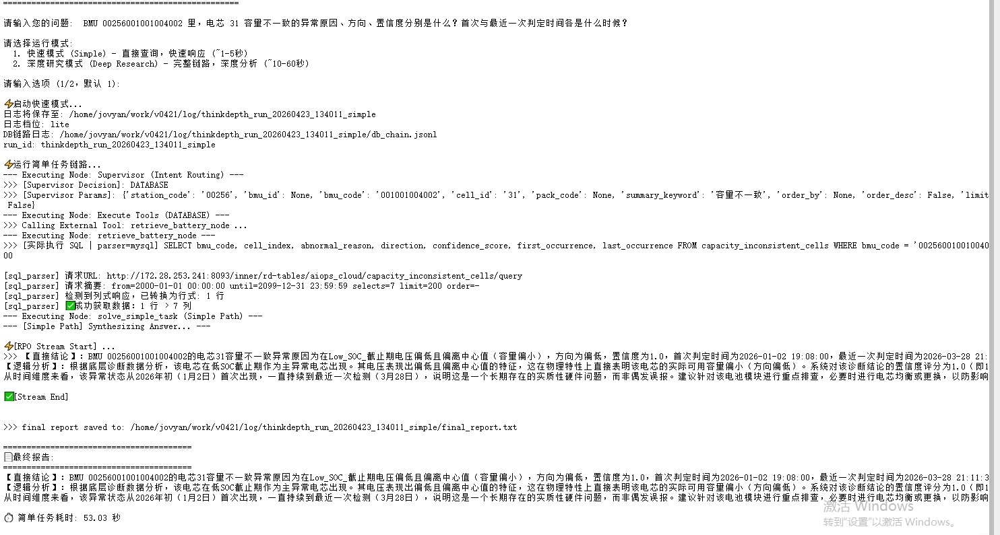 ==================================================
请输入您的问题:  BMU 00256001001004002 里，电芯 31 容量不一致的异常原因、方向、置信度分别是什么？首次与最近一次判定时间各是什么时候？
请选择运行模式:
1. 快速模式 (Simple) - 直接查询，快速响应 (~1-5秒)
2. 深度研究模式 (Deep Research) - 完整链路，深度分析 (~10-60秒)
请输入选项 (1/2，默认 1):
⚡启动快速模式...
日志将保存至: /home/jovyan/work/v0421/log/thinkdepth_run_20260423_134011_simple
日志档位: lite
DB链路日志: /home/jovyan/work/v0421/log/thinkdepth_run_20260423_134011_simple/db_chain.jsonl
run_id: thinkdepth_run_20260423_134011_simple
⚡运行简单任务链路...
--- Executing Node: Supervisor (Intent Routing) ---
>>> [Supervisor Decision]: DATABASE
>>> [Supervisor Params]: {'station_code': '00256', 'bmu_id': None, 'bmu_code': '001001004002', 'cell_id': '31', 'pack_code': None, 'summary_keyword': '容量不一致', 'order_by': None, 'order_desc': False, 'limit
False}
--- Executing Node: Execute Tools (DATABASE) ---
>>> Calling External Tool: retrieve_battery_node ...
--- Executing Node: retrieve_battery_node ---
>>> [实际执行 SQL | parser=mysql] SELECT bmu_code, cell_index, abnormal_reason, direction, confidence_score, first_occurrence, last_occurrence FROM capacity_inconsistent_cells WHERE bmu_code = '002560010010040
00
[sql_parser] 请求URL: http://172.28.253.241:8093/inner/rd-tables/aiops_cloud/capacity_inconsistent_cells/query
[sql_parser] 请求摘要: from=2000-01-01 00:00:00 until=2099-12-31 23:59:59 selects=7 limit=200 order=-
[sql_parser] 检测到列式响应，已转换为行式: 1 行
[sql_parser] ✅成功获取数据: 1 行 > 7 列
--- Executing Node: solve_simple_task (Simple Path) ---
--- [Simple Path] Synthesizing Answer... ---
⚡[RPO Stream Start] ...
>>> 【直接结论】: BMU 00256001001004002的电芯31容量不一致异常原因为在Low_SOC_截止期电压偏低且偏离中心值（容量偏小），方向为偏低，置信度为1.0，首次判定时间为2026-01-02 19:08:00，最近一次判定时间为2026-03-28 21:
【逻辑分析】: 根据底层诊断数据分析，该电芯在低SOC截止期作为主异常电芯出现。其电压表现出偏低且偏离中心值的特征，这在物理特性上直接表明该电芯的实际可用容量偏小（方向偏低）。系统对该诊断结论的置信度评分为1.0（即1
从时间维度来看，该异常状态从2026年初（1月2日）首次出现，一直持续到最近一次检测（3月28日），说明这是一个长期存在的实质性硬件问题，而非偶发误报。建议针对该电池模块进行重点排查，必要时进行电芯均衡或更换，以防影响
✅[Stream End]
>>> final report saved to: /home/jovyan/work/v0421/log/thinkdepth_run_20260423_134011_simple/final_report.txt
========================================
📄最终报告:
========================================
【直接结论】: BMU 00256001001004002的电芯31容量不一致异常原因为在Low_SOC_截止期电压偏低且偏离中心值（容量偏小），方向为偏低，置信度为1.0，首次判定时间为2026-01-02 19:08:00，最近一次判定时间为2026-03-28 21:11:3
【逻辑分析】: 根据底层诊断数据分析，该电芯在低SOC截止期作为主异常电芯出现。其电压表现出偏低且偏离中心值的特征，这在物理特性上直接表明该电芯的实际可用容量偏小（方向偏低）。系统对该诊断结论的置信度评分为1.0（即1
从时间维度来看，该异常状态从2026年初（1月2日）首次出现，一直持续到最近一次检测（3月28日），说明这是一个长期存在的实质性硬件问题，而非偶发误报。建议针对该电池模块进行重点排查，必要时进行电芯均衡或更换，以防影响
⏱ 简单任务耗时: 53.03 秒
激活 Windows
转到“设置”以激活 Windows。